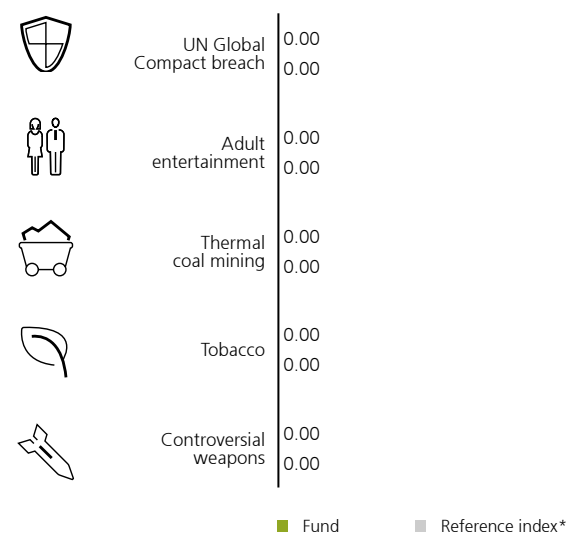 UN Global
Compact breach
0.00
0.00
Adult
entertainment
0.00
0.00
Thermal
coal mining
0.00
0.00
Tobacco
0.00
0.00
Controversial
weapons
0.00
0.00
Fund
Reference index*